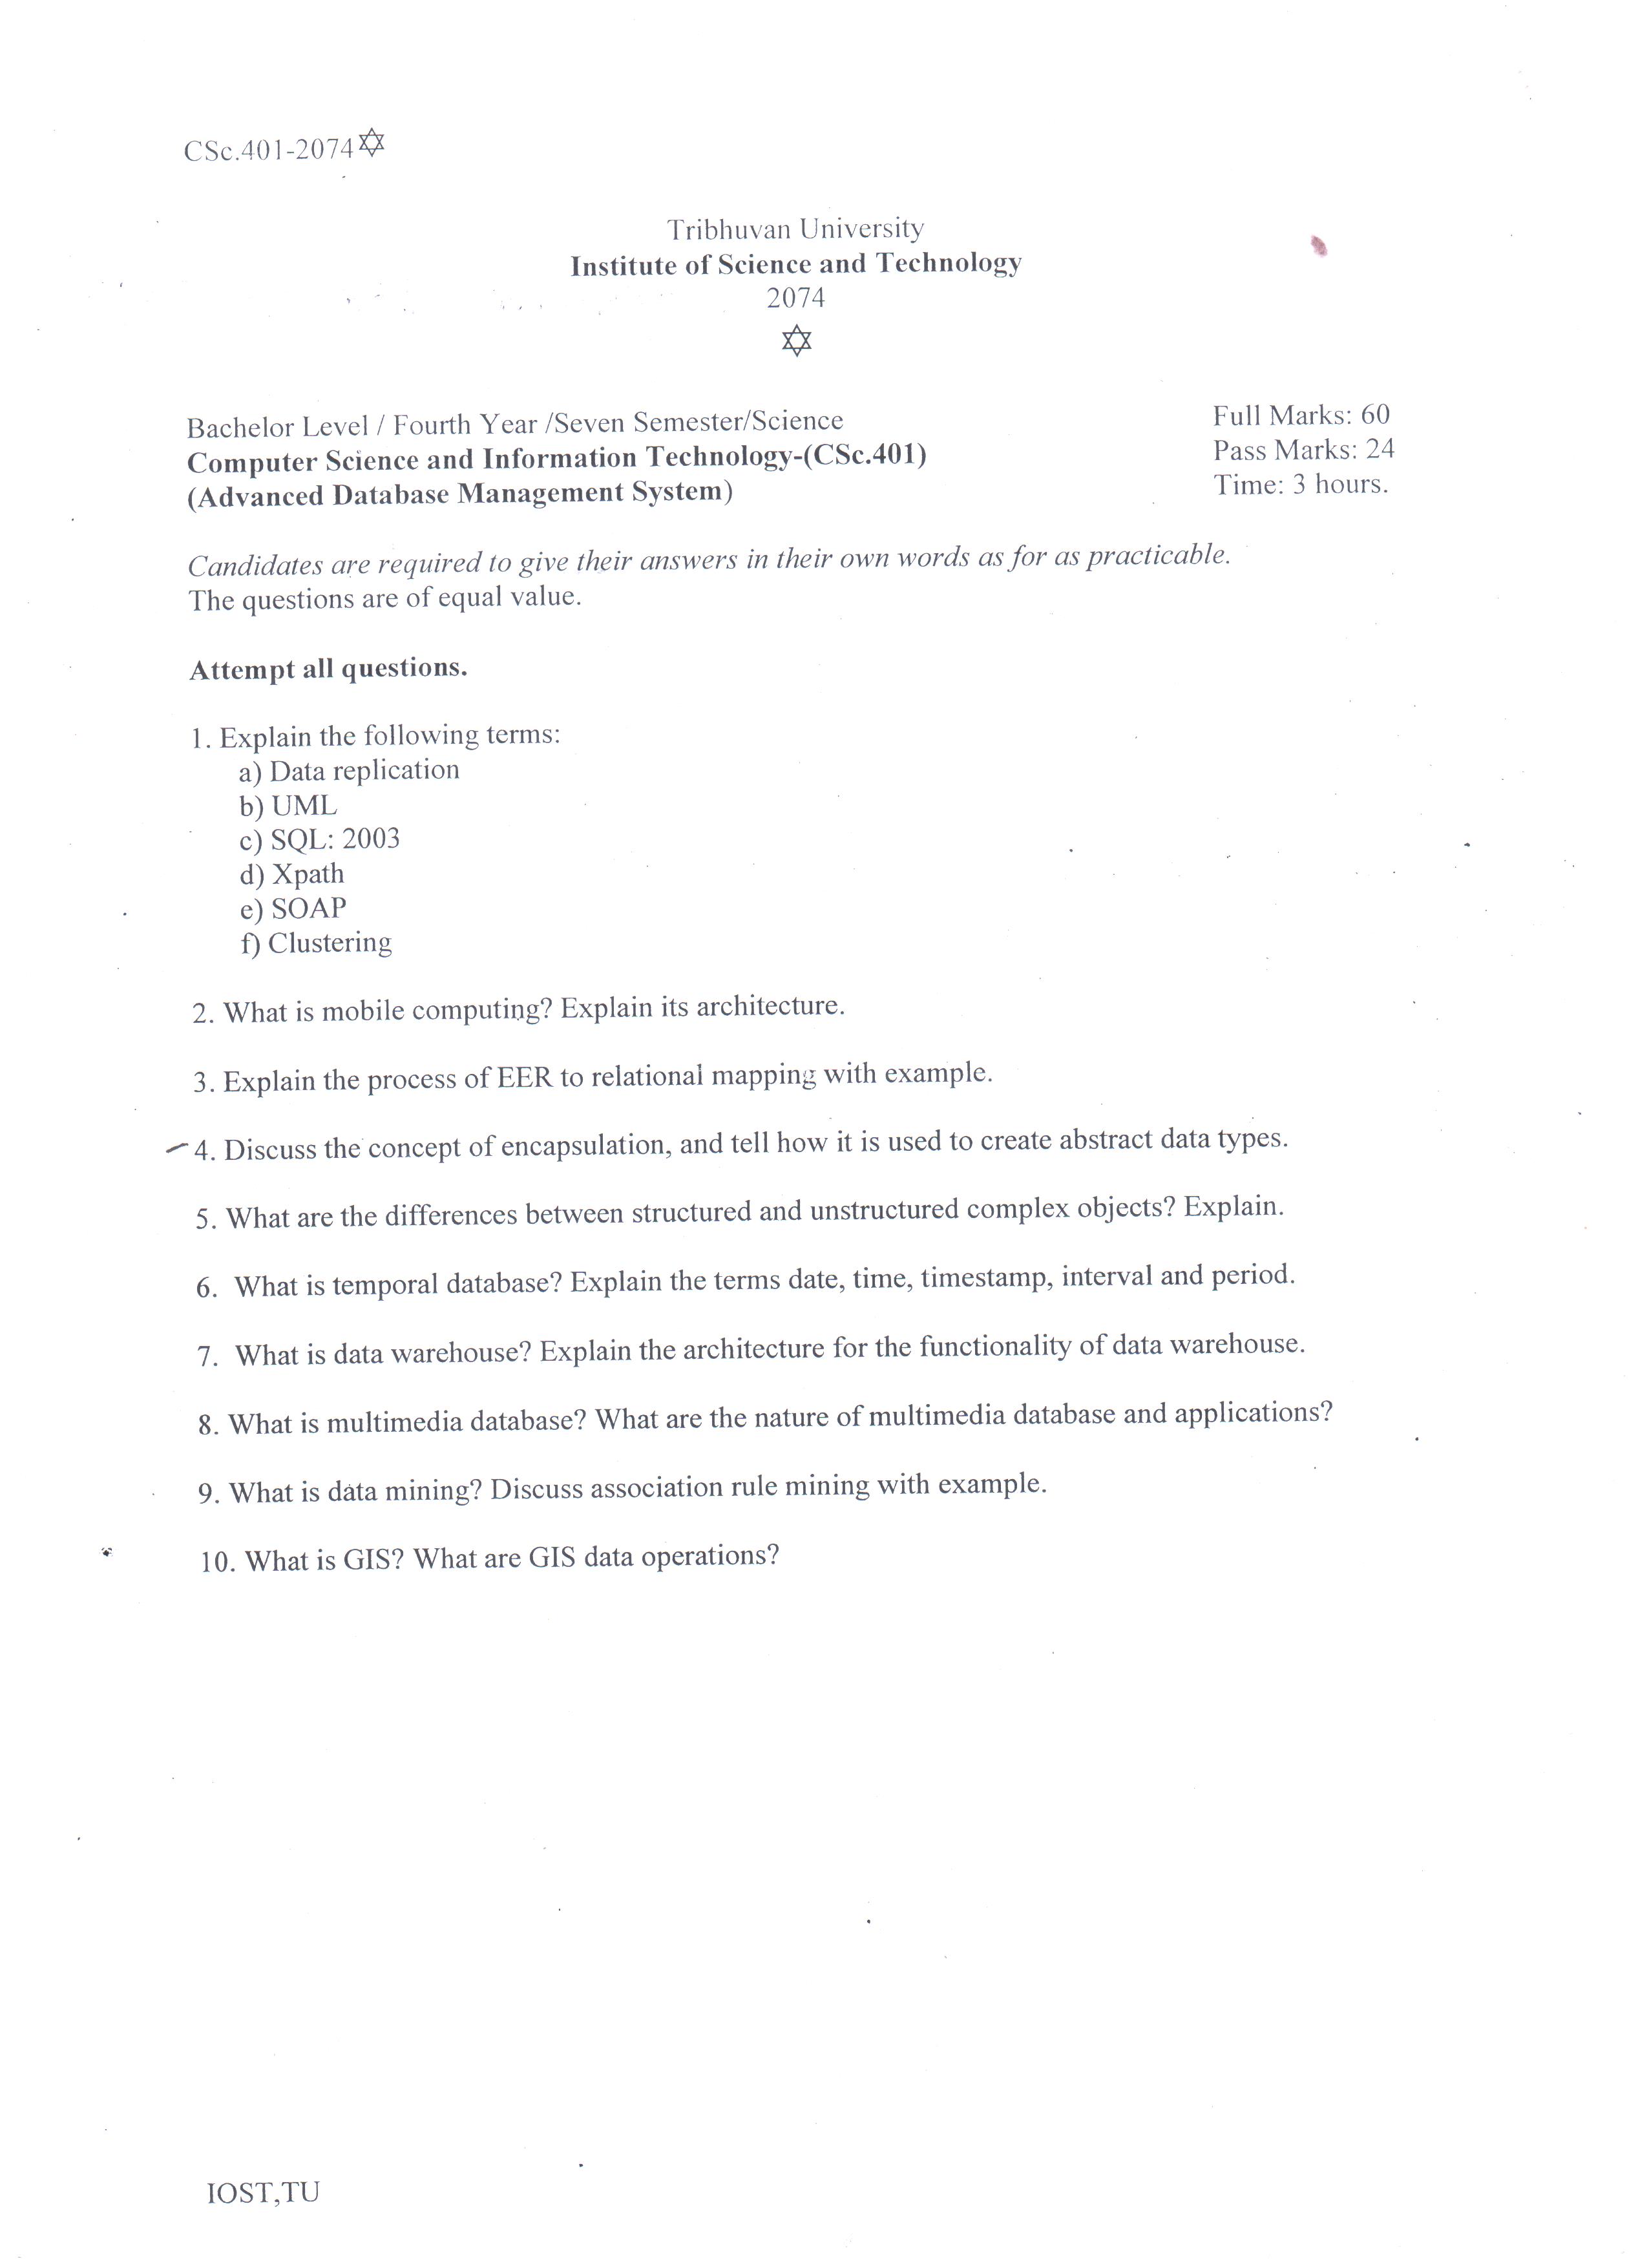 CSc.401-2074✡
Tribhuvan University
Institute of Science and Technology
2074
✡
Bachelor Level / Fourth Year /Seven Semester/Science
Full Marks: 60
Computer Science and Information Technology-(CSc.401)
Pass Marks: 24
(Advanced Database Management System)
Time: 3 hours.
Candidates are required to give their answers in their own words as for as practicable.
The questions are of equal value.
Attempt all questions.
1. Explain the following terms:
a) Data replication
b) UML
c) SQL: 2003
d) Xpath
e) SOAP
f) Clustering
2. What is mobile computing? Explain its architecture.
3. Explain the process of EER to relational mapping with example.
4. Discuss the concept of encapsulation, and tell how it is used to create abstract data types.
5. What are the differences between structured and unstructured complex objects? Explain.
6. What is temporal database? Explain the terms date, time, timestamp, interval and period.
7. What is data warehouse? Explain the architecture for the functionality of data warehouse.
8. What is multimedia database? What are the nature of multimedia database and applications?
9. What is data mining? Discuss association rule mining with example.
10. What is GIS? What are GIS data operations?
IOST,TU